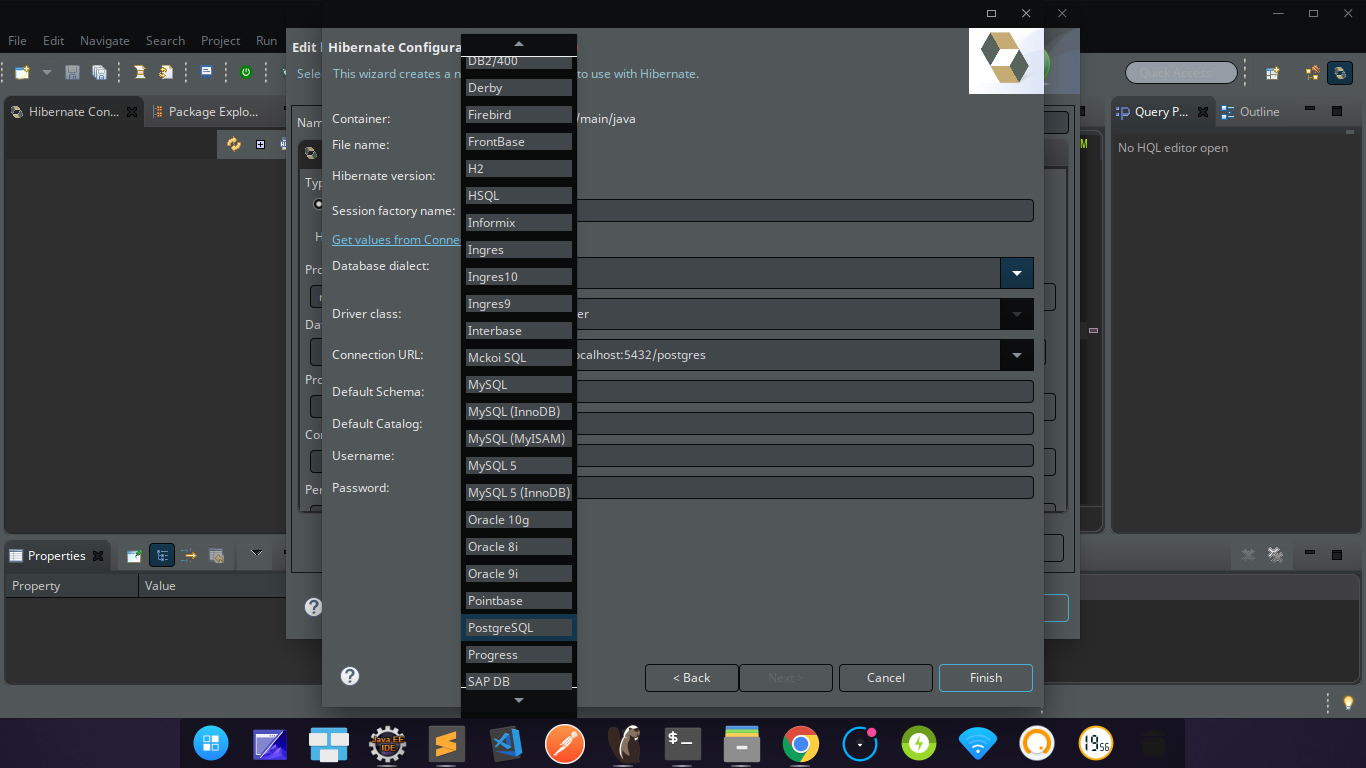 File Edit Navigate Search Project Run
Quick Access
Edit
Hibernate Configura
Selec
This wizard creates a n
to use with Hibernate.
Hibernate Con...
Package Explo...
Query P...
Outline
No HQL editor open
Nam
Typ
H
Pro
Dat
Pro
Co
Per
M
Container:
/main/java
File name:
Hibernate version:
Session factory name:
Get values from Conne
Database dialect:
Driver class:
er
Connection URL:
ocalhost:5432/postgres
Default Schema:
Default Catalog:
Username:
Password:
DB2/400
Derby
Firebird
FrontBase
H2
HSQL
Informix
Ingres
Ingres10
Ingres9
Interbase
Mckoi SQL
MySQL
MySQL (InnoDB)
MySQL (MyISAM)
MySQL 5
MySQL 5 (InnoDB)
Oracle 10g
Oracle 8i
Oracle 9i
Pointbase
PostgreSQL
Progress
SAP DB
Properties
Property
Value
?
?
< Back
Next >
Cancel
Finish
Java EE
IDE
$-
19 56